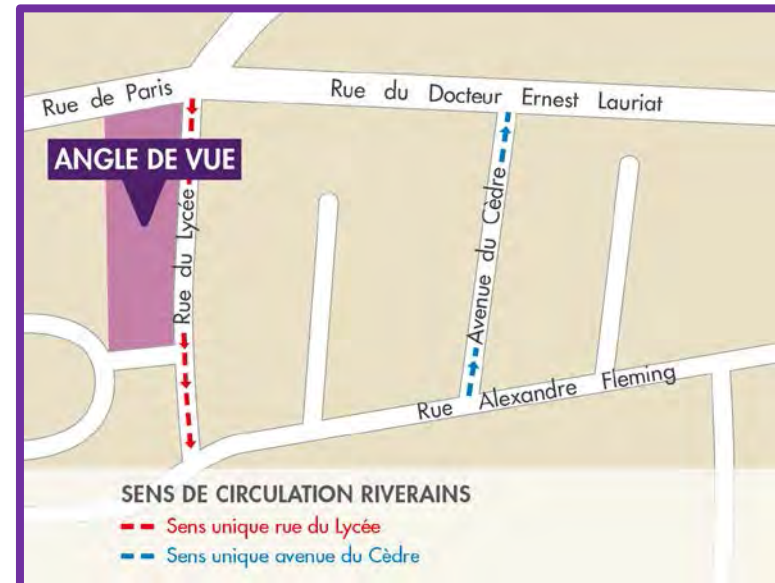 Rue de Paris
Rue du Docteur Ernest Lauriat
ANGLE DE VUE
Rue du Lycée
Avenue du Cèdre
Rue Alexandre Fleming
SENS DE CIRCULATION RIVERAINS
Sens unique rue du Lycée
Sens unique avenue du Cèdre